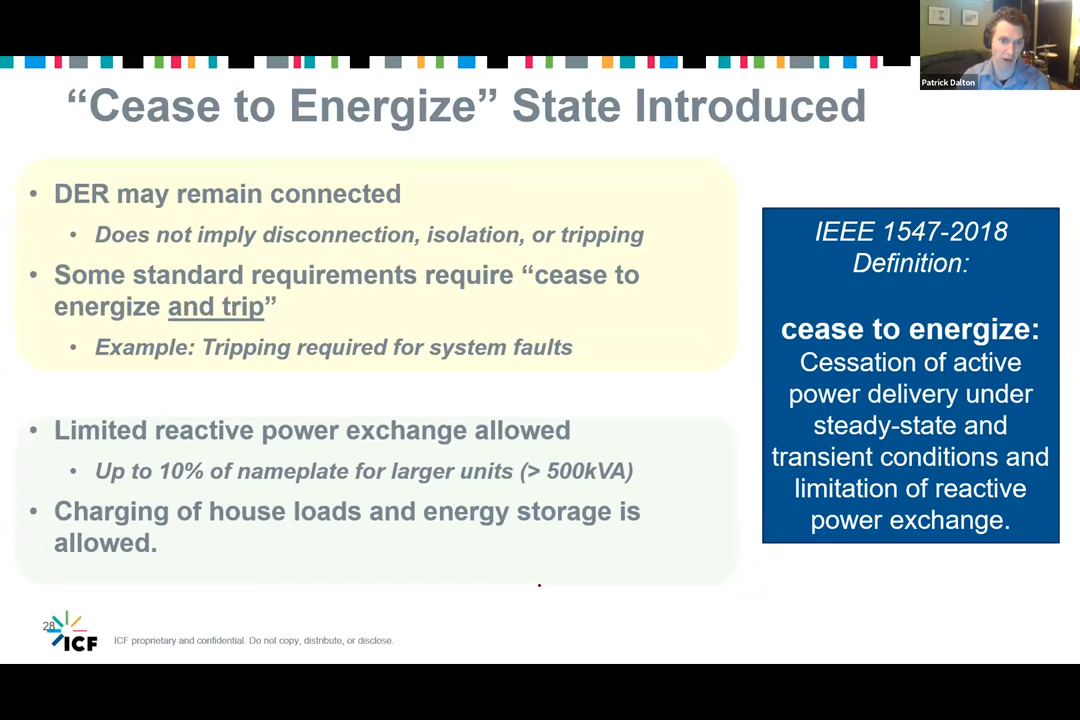 Patrick Dalton
“Cease to Energize” State Introduced
• DER may remain connected
• Does not imply disconnection, isolation, or tripping
• Some standard requirements require “cease to
energize and trip”
• Example: Tripping required for system faults
• Limited reactive power exchange allowed
• Up to 10% of nameplate for larger units (> 500kVA)
• Charging of house loads and energy storage is
allowed.
IEEE 1547-2018
Definition:
cease to energize:
Cessation of active
power delivery under
steady-state and
transient conditions and
limitation of reactive
power exchange.
28
ICF
ICF proprietary and confidential. Do not copy, distribute, or disclose.